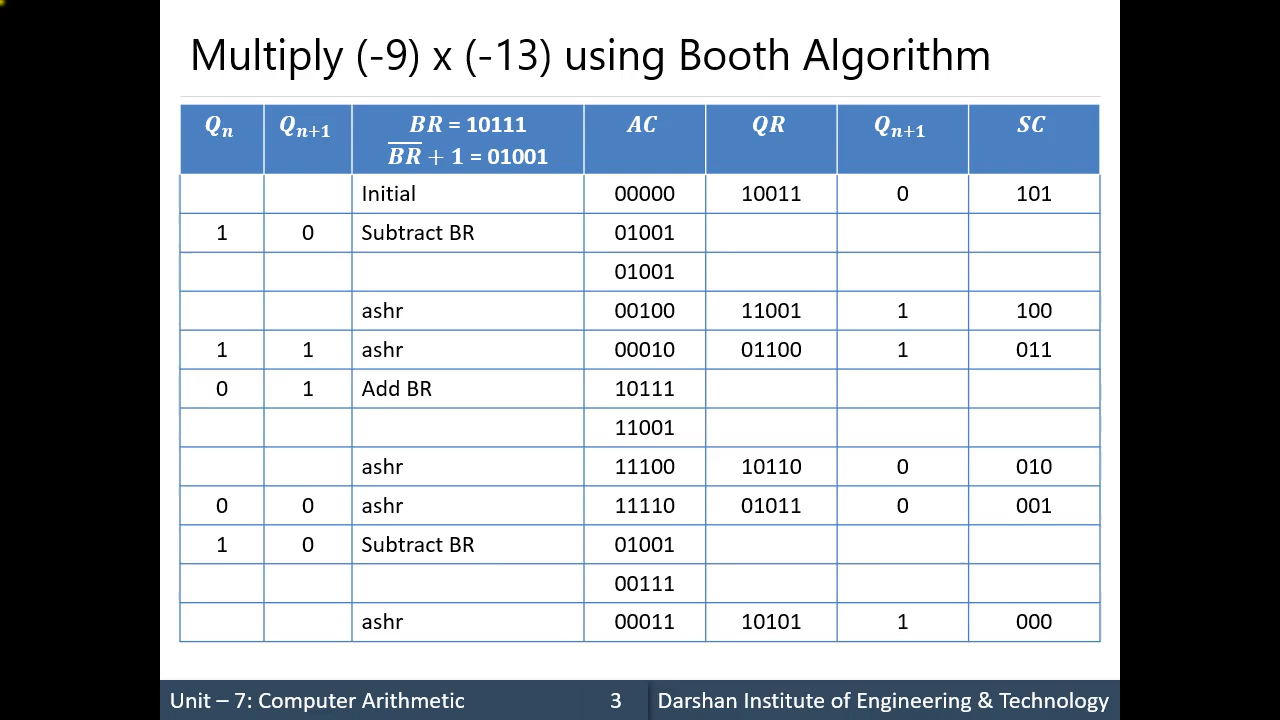 Multiply (-9) x (-13) using Booth Algorithm
Qn Qn+1 BR = 10111 AC QR Qn+1 SC
B̅R̅ + 1 = 01001
Initial 00000 10011 0 101
1 0 Subtract BR 01001
01001
ashr 00100 11001 1 100
1 1 ashr 00010 01100 1 011
0 1 Add BR 10111
11001
ashr 11100 10110 0 010
0 0 ashr 11110 01011 0 001
1 0 Subtract BR 01001
00111
ashr 00011 10101 1 000
Unit – 7: Computer Arithmetic 3 Darshan Institute of Engineering & Technology